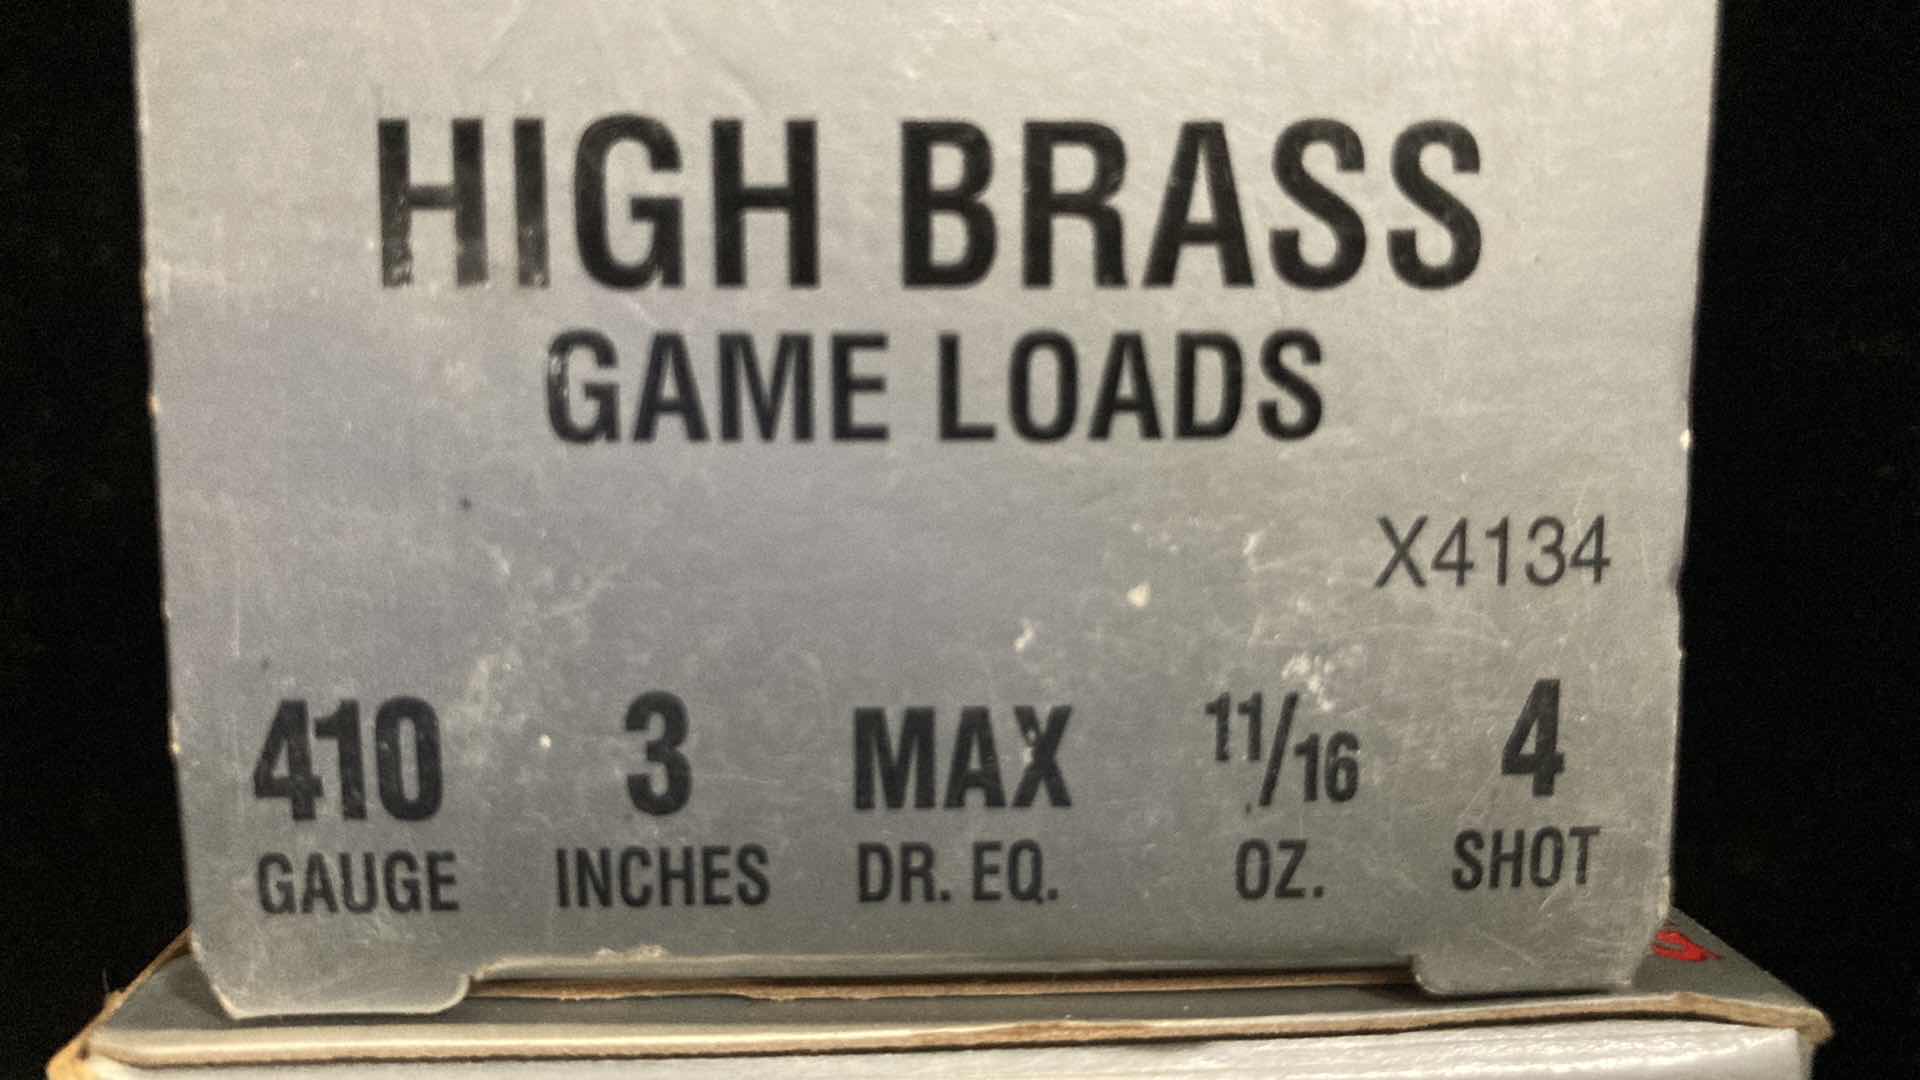 HIGH BRASS
GAME LOADS
X4134
410 3 MAX 11/16 4
GAUGE INCHES DR. EQ. OZ. SHOT